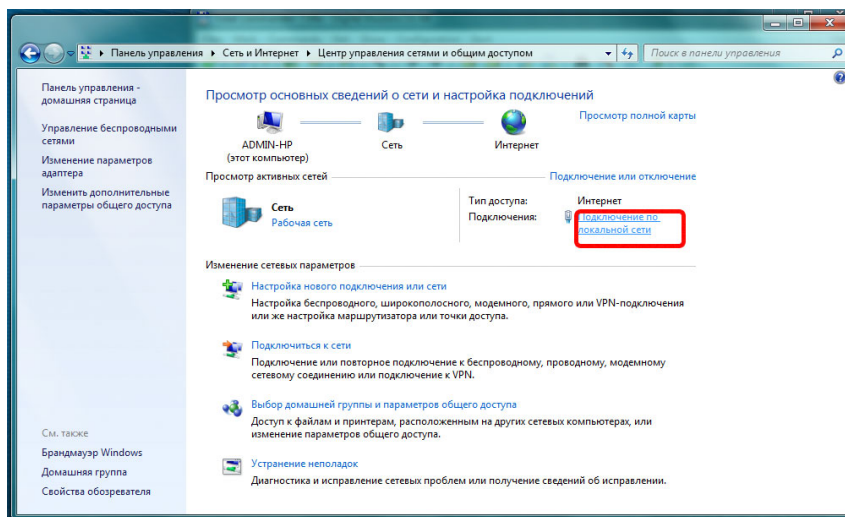 Панель управления
Сеть и Интернет
Центр управления сетями и общим доступом
Поиск в панели управления
Панель управления -
домашняя страница
Управление беспроводными
сетями
Изменение параметров
адаптера
Изменить дополнительные
параметры общего доступа
См. также
Брандмауэр Windows
Домашняя группа
Свойства обозревателя
Просмотр основных сведений о сети и настройка подключений
Просмотр полной карты
ADMIN-HP
(этот компьютер)
Сеть
Интернет
Просмотр активных сетей
Подключение или отключение
Сеть
Рабочая сеть
Тип доступа:
Интернет
Подключения:
Подключение по
локальной сети
Изменение сетевых параметров
Настройка нового подключения или сети
Настройка беспроводного, широкополосного, модемного, прямого или VPN-подключения
или же настройка маршрутизатора или точки доступа.
Подключиться к сети
Подключение или повторное подключение к беспроводному, проводному, модемному
сетевому соединению или подключение к VPN.
Выбор домашней группы и параметров общего доступа
Доступ к файлам и принтерам, расположенным на других сетевых компьютерах, или
изменение параметров общего доступа.
Устранение неполадок
Диагностика и исправление сетевых проблем или получение сведений об исправлении.